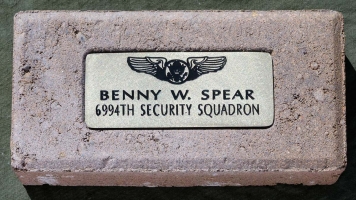 BENNY W. SPEAR
6994TH SECURITY SQUADRON